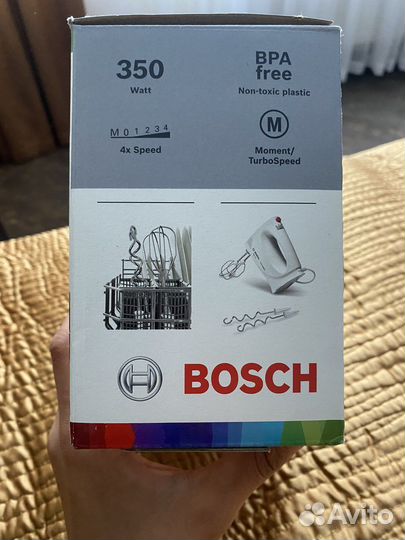 350
Watt
BPA
free
Non-toxic plastic
M 0 1 2 3 4
4x Speed
M
Moment/
TurboSpeed
BOSCH
Avito